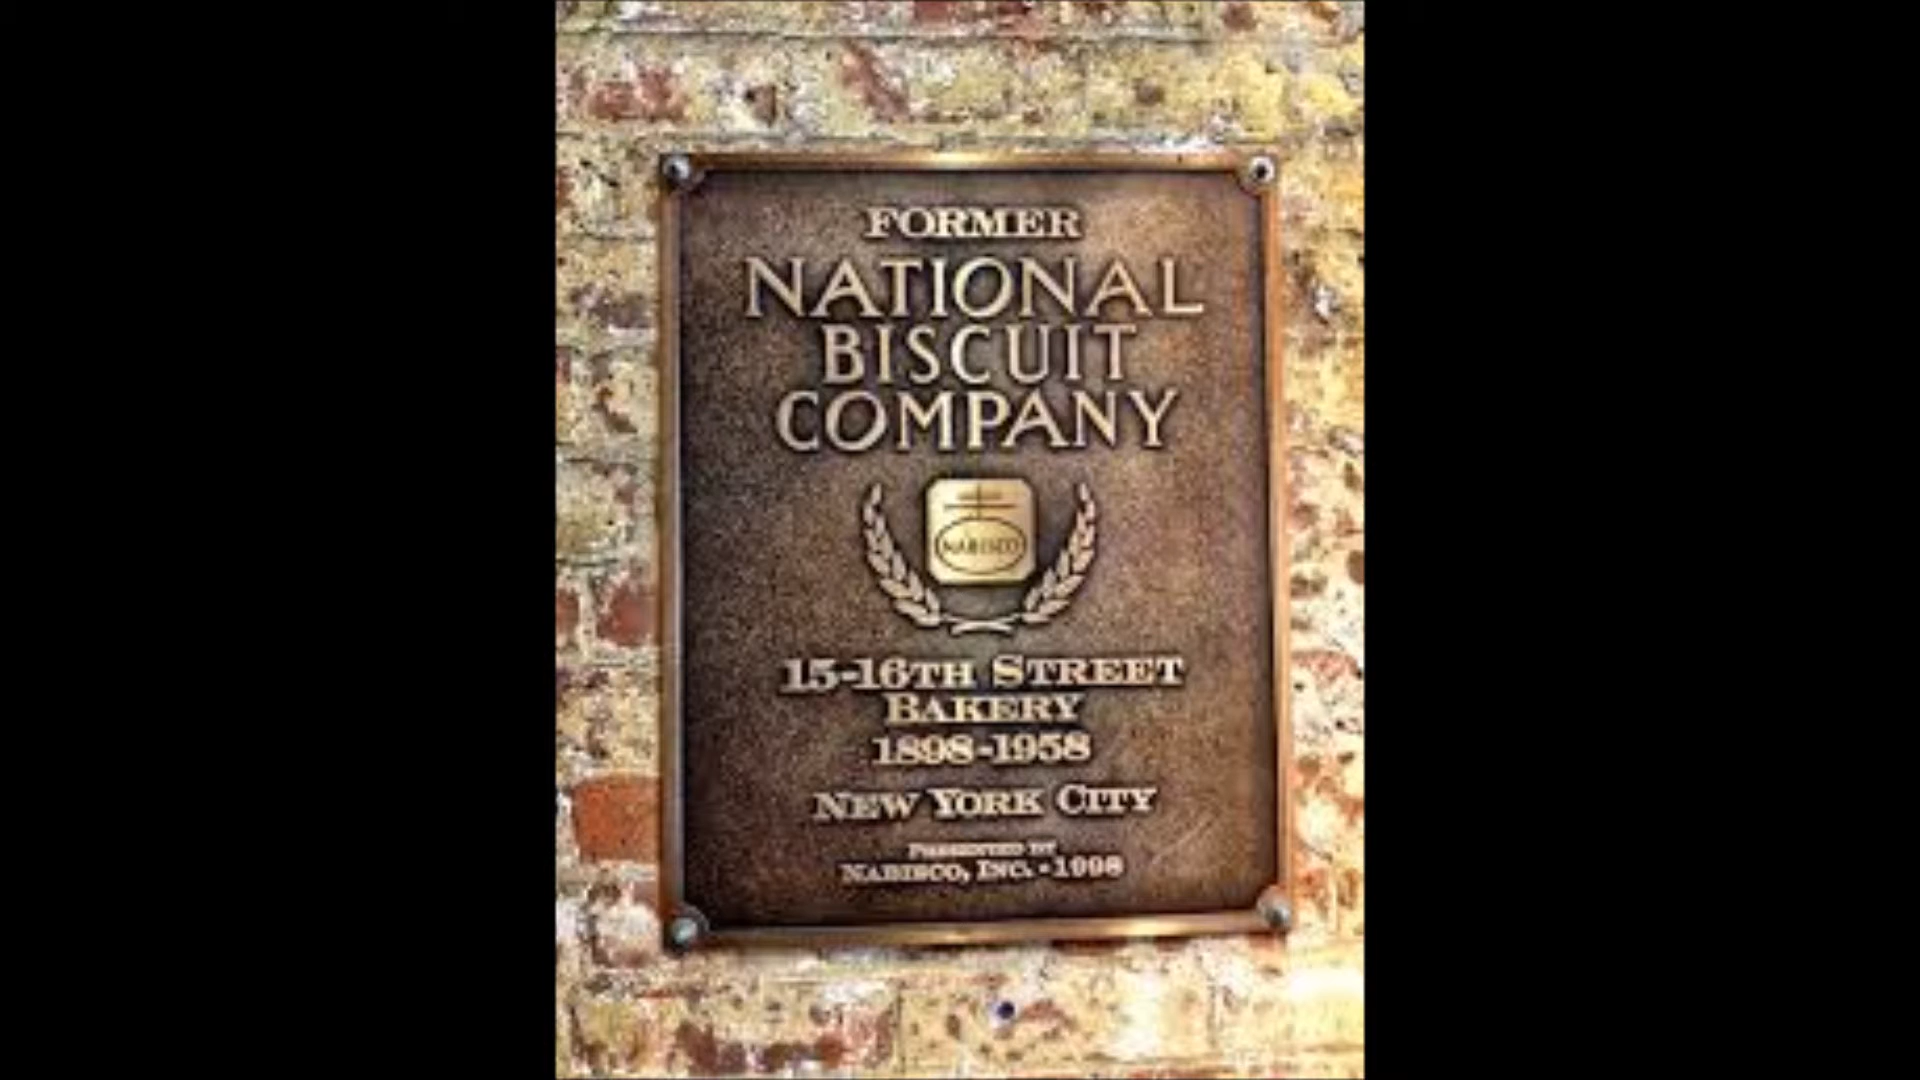 FORMER
NATIONAL
BISCUIT
COMPANY
NABISCO
15-16TH STREET
BAKERY
1898-1958
NEW YORK CITY
PRESENTED BY
NABISCO, INC. - 1998